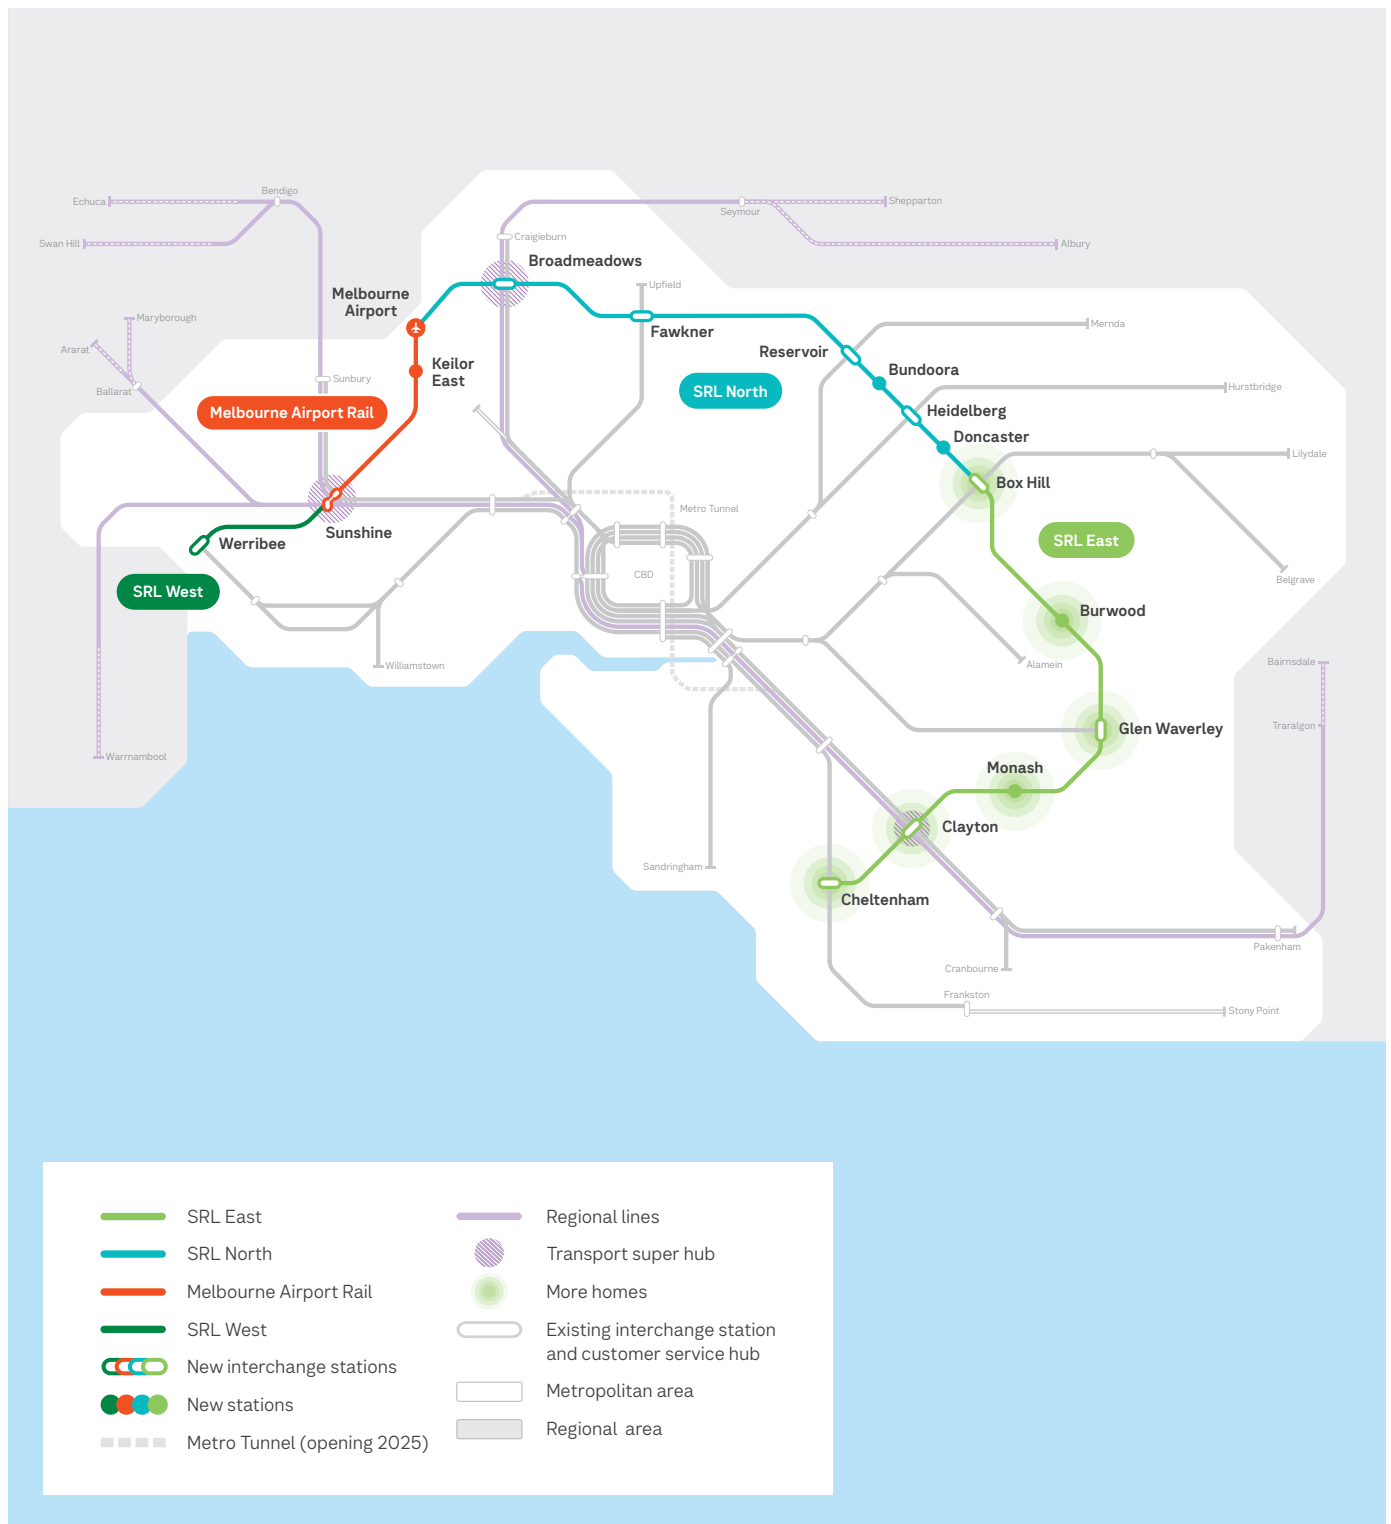 Bendigo
Echuca
Swan Hill
Shepparton
Seymour
Albury
Craigieburn
Broadmeadows
Melbourne
Airport
Upfield
Fawkner
Maryborough
Ararat
Ballarat
Keilor
East
Sunbury
Melbourne Airport Rail
SRL North
Reservoir
Mernda
Bundoora
Hurstbridge
Heidelberg
Doncaster
Lilydale
Box Hill
Metro Tunnel
Sunshine
Werribee
SRL East
CBD
Belgrave
SRL West
Burwood
Williamstown
Alamein
Bairnsdale
Traralgon
Glen Waverley
Warrnambool
Monash
Clayton
Sandringham
Cheltenham
Pakenham
Cranbourne
Frankston
Stony Point
SRL East
SRL North
Melbourne Airport Rail
SRL West
New interchange stations
New stations
Metro Tunnel (opening 2025)
Regional lines
Transport super hub
More homes
Existing interchange station
and customer service hub
Metropolitan area
Regional area